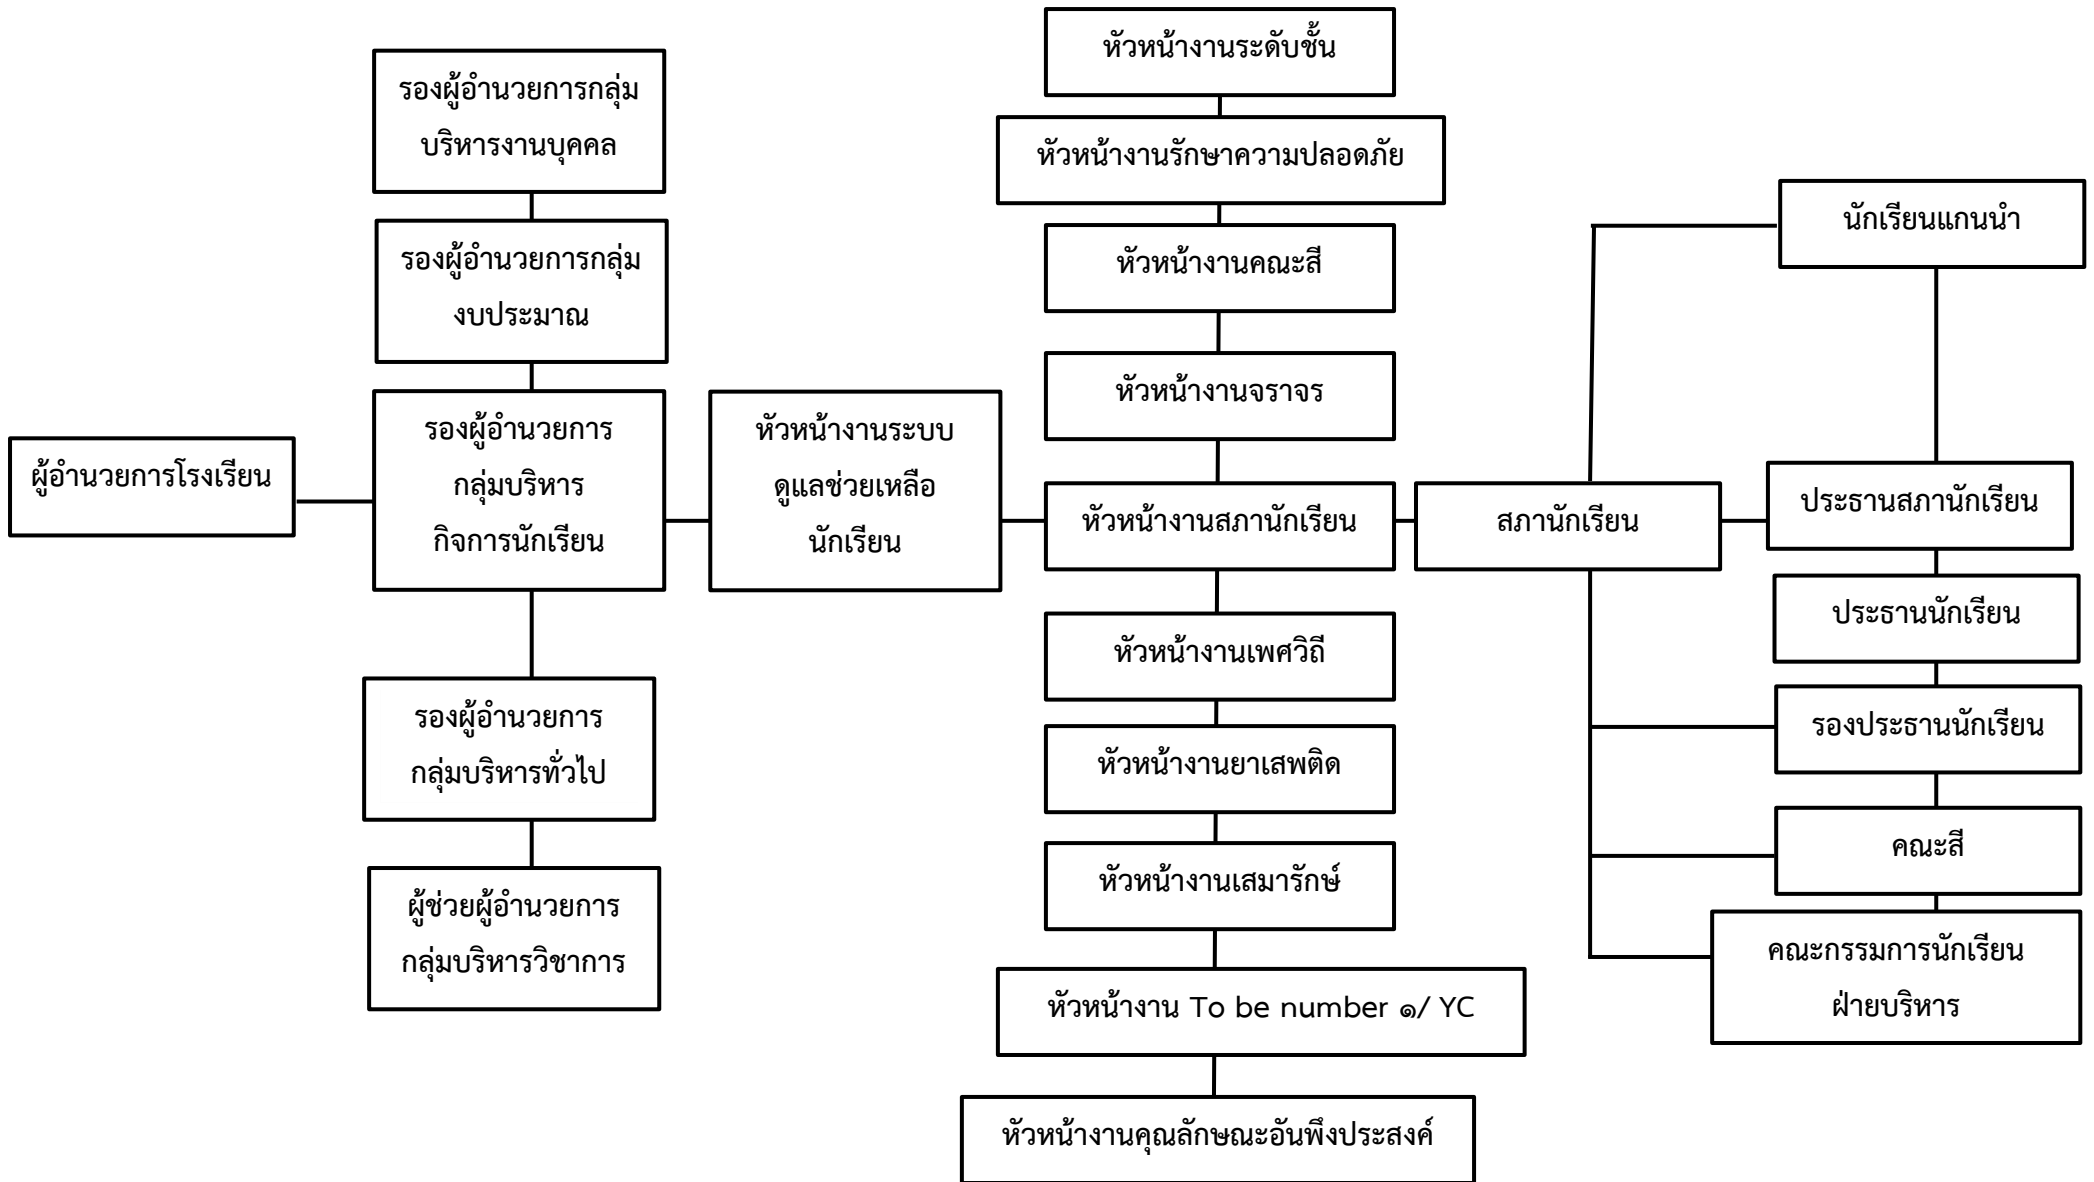 ผู้อำนวยการโรงเรียน
รองผู้อำนวยการกลุ่ม
บริหารงานบุคคล
รองผู้อำนวยการกลุ่ม
งบประมาณ
รองผู้อำนวยการ
กลุ่มบริหาร
กิจการนักเรียน
รองผู้อำนวยการ
กลุ่มบริหารทั่วไป
ผู้ช่วยผู้อำนวยการ
กลุ่มบริหารวิชาการ
หัวหน้างานระบบ
ดูแลช่วยเหลือ
นักเรียน
หัวหน้างานระดับชั้น
หัวหน้างานรักษาความปลอดภัย
หัวหน้างานคณะสี
หัวหน้างานจราจร
หัวหน้างานสภานักเรียน
หัวหน้างานเพศวิถี
หัวหน้างานยาเสพติด
หัวหน้างานเสมารักษ์
หัวหน้างาน To be number ๑/ YC
หัวหน้างานคุณลักษณะอันพึงประสงค์
สภานักเรียน
นักเรียนแกนนำ
ประธานสภานักเรียน
ประธานนักเรียน
รองประธานนักเรียน
คณะสี
คณะกรรมการนักเรียน
ฝ่ายบริหาร